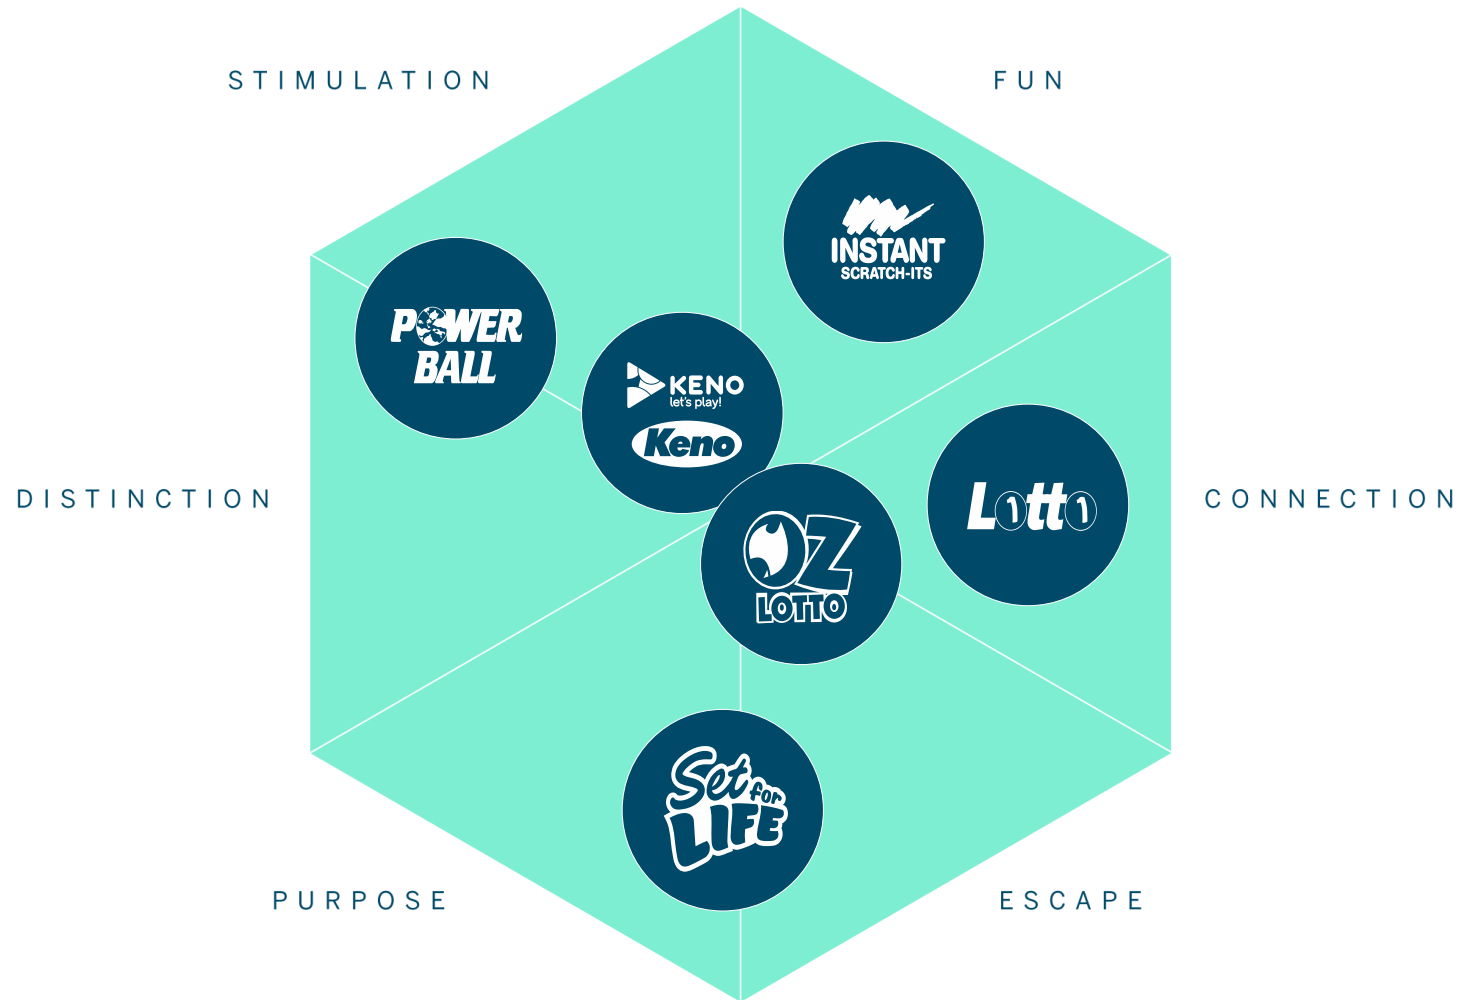 STIMULATION
FUN
INSTANT
SCRATCH-ITS
POWER
BALL
KENO
let's play!
Keno
DISTINCTION
CONNECTION
Lotto
OZ
LOTTO
Set for
LIFE
PURPOSE
ESCAPE